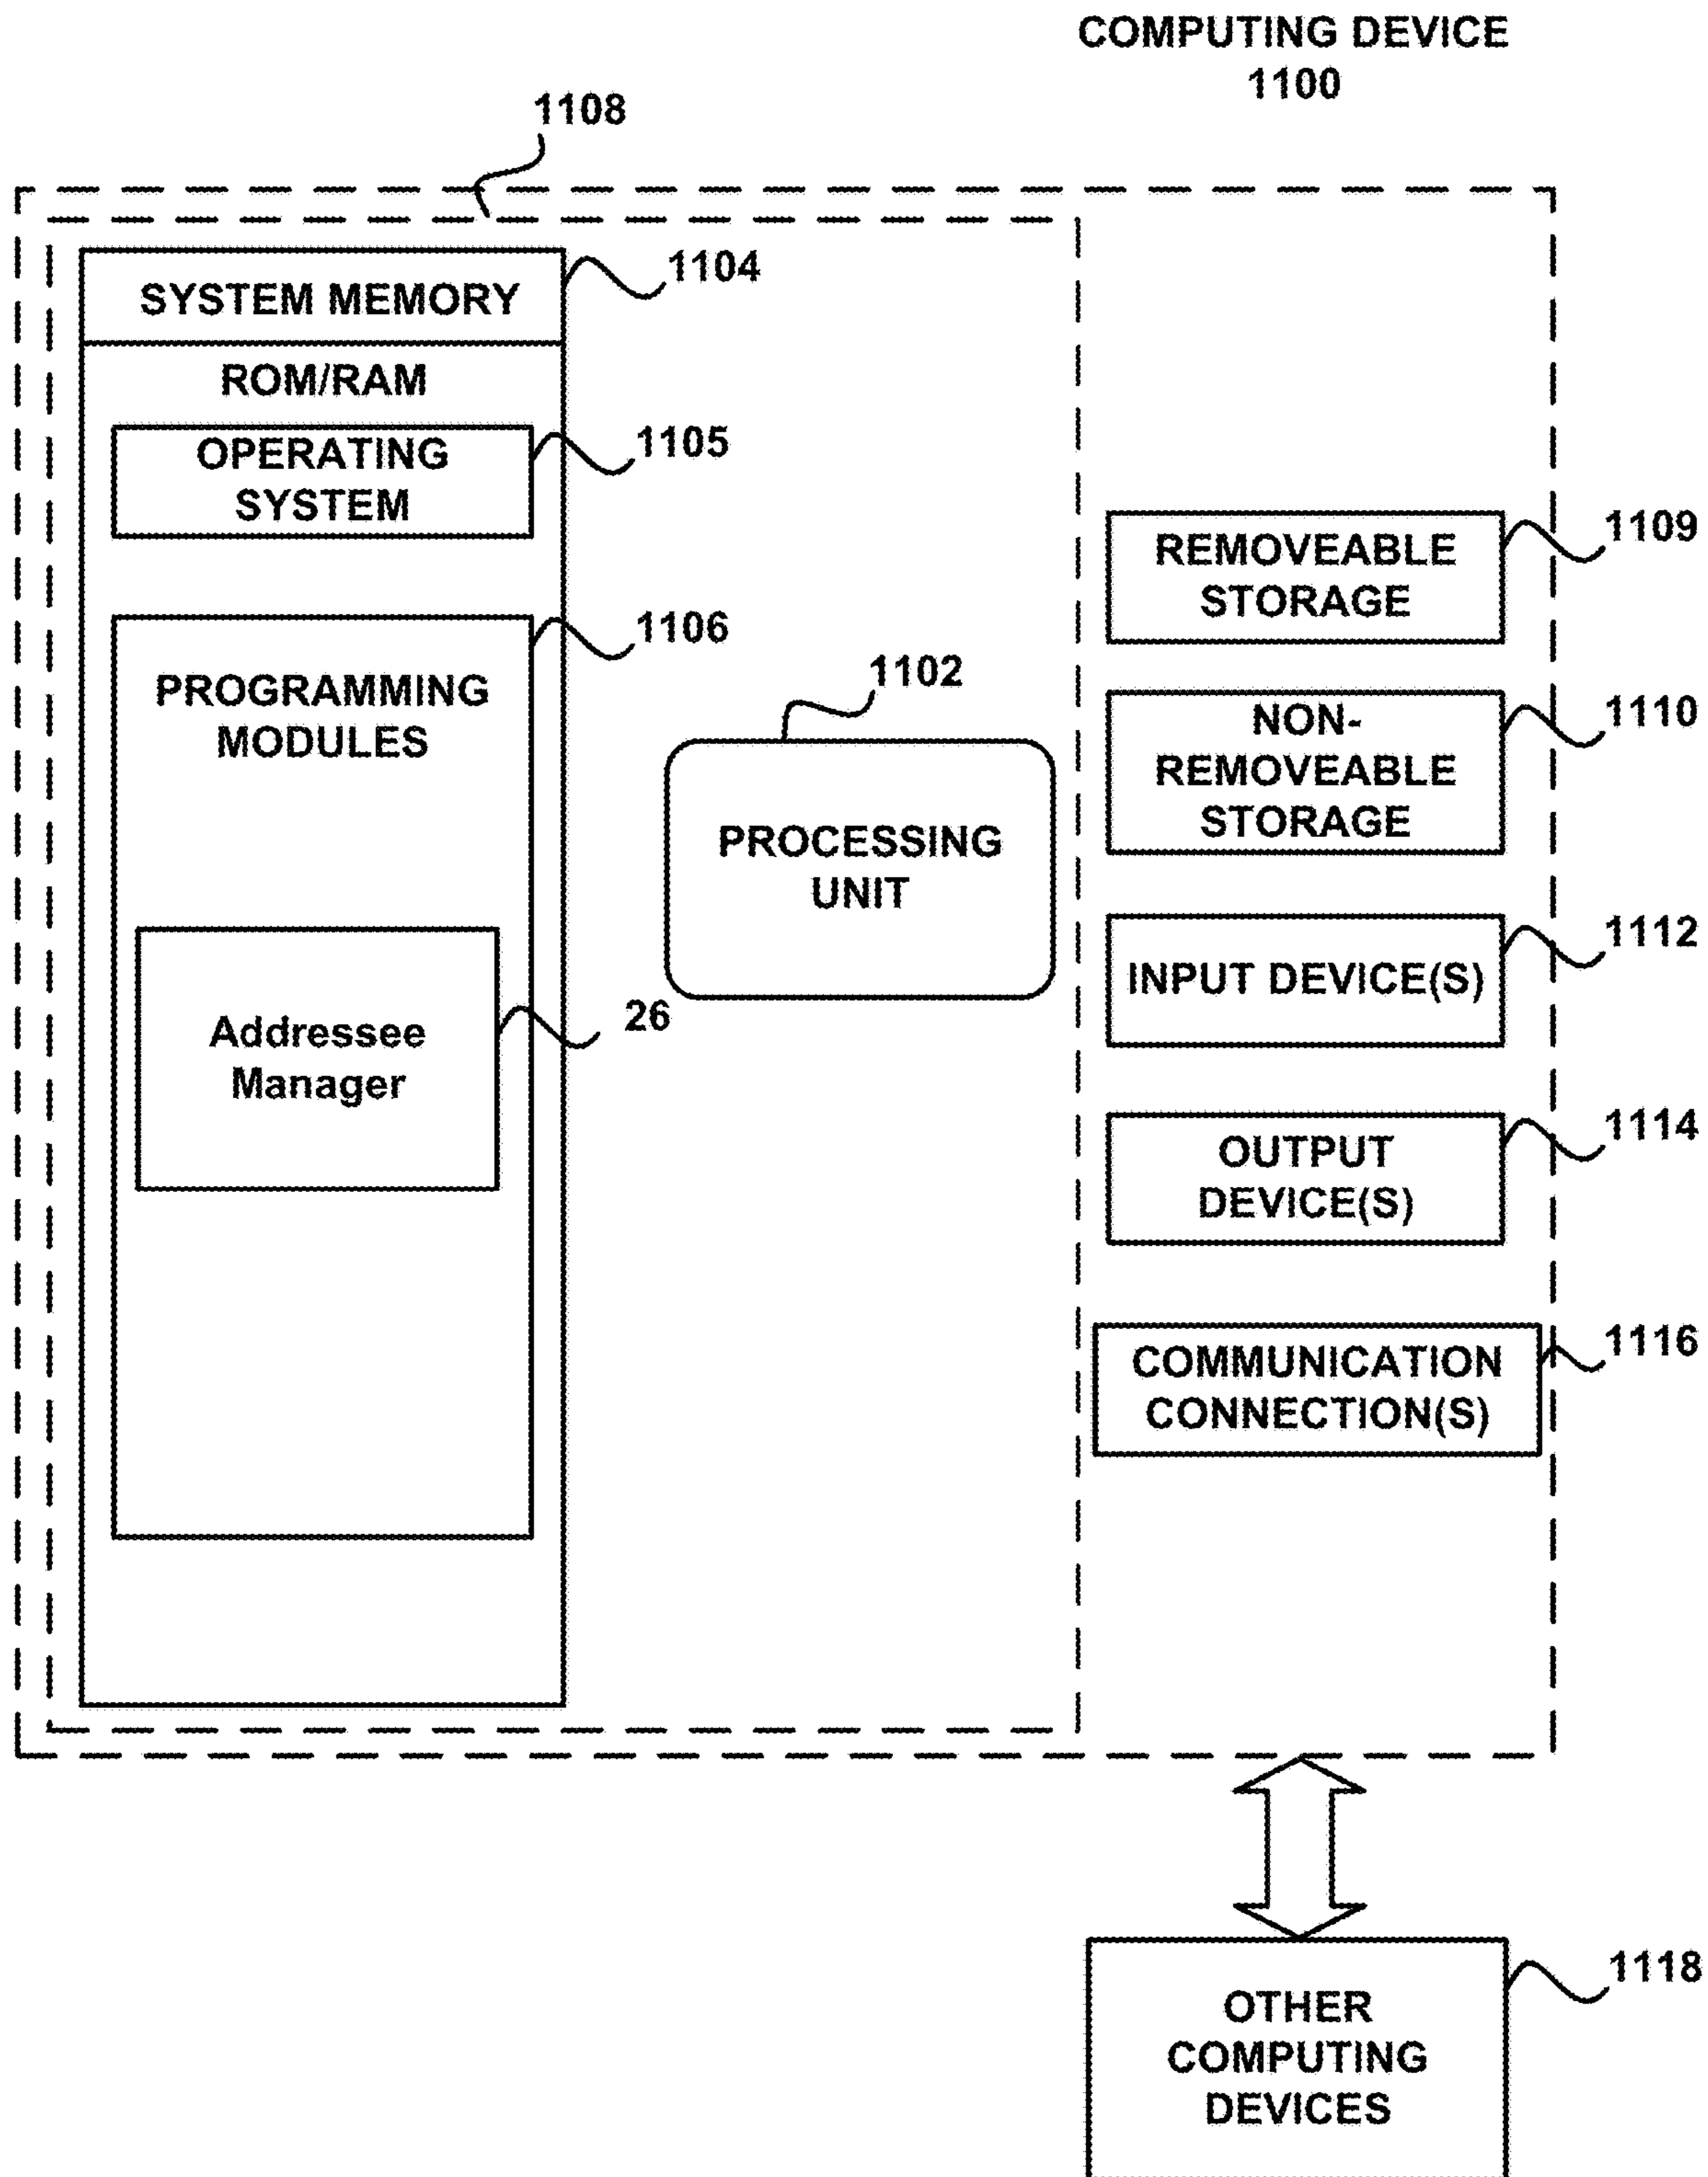 COMPUTING DEVICE
1100
1108
SYSTEM MEMORY
1104
ROM/RAM
OPERATING
SYSTEM
1105
PROGRAMMING
MODULES
1106
Addressee
Manager
26
1102
PROCESSING
UNIT
REMOVEABLE
STORAGE
1109
NON-
REMOVEABLE
STORAGE
1110
INPUT DEVICE(S)
1112
OUTPUT
DEVICE(S)
1114
COMMUNICATION
CONNECTION(S)
1116
OTHER
COMPUTING
DEVICES
1118